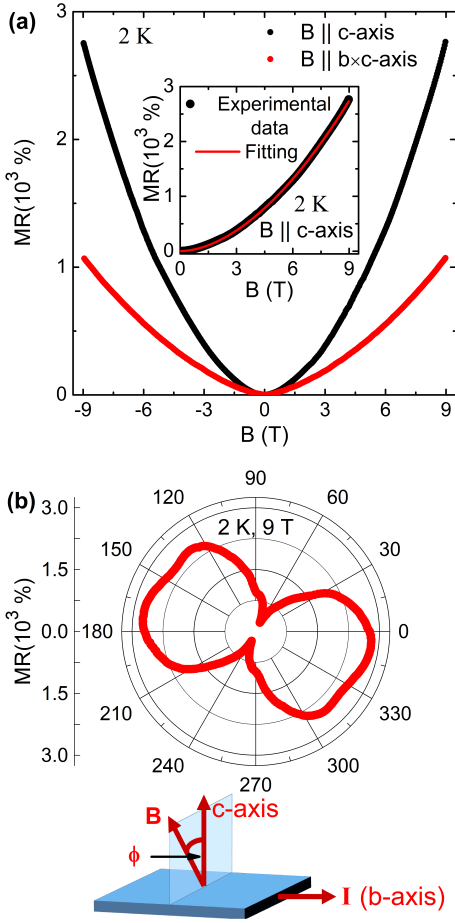 (a)
2 K
B || c-axis
B || b×c-axis
MR(10³ %)
3
2
1
0
-9 -6 -3 0 3 6 9
B (T)
Experimental
data
Fitting
2 K
B || c-axis
MR(10³ %)
3
2
1
0
0 3 6 9
B (T)
(b)
2 K, 9 T
MR(10³ %)
3.0
1.5
0.0
1.5
3.0
90
120 60
150 30
180 0
210 330
240 300
270
B
c-axis
ϕ
I (b-axis)